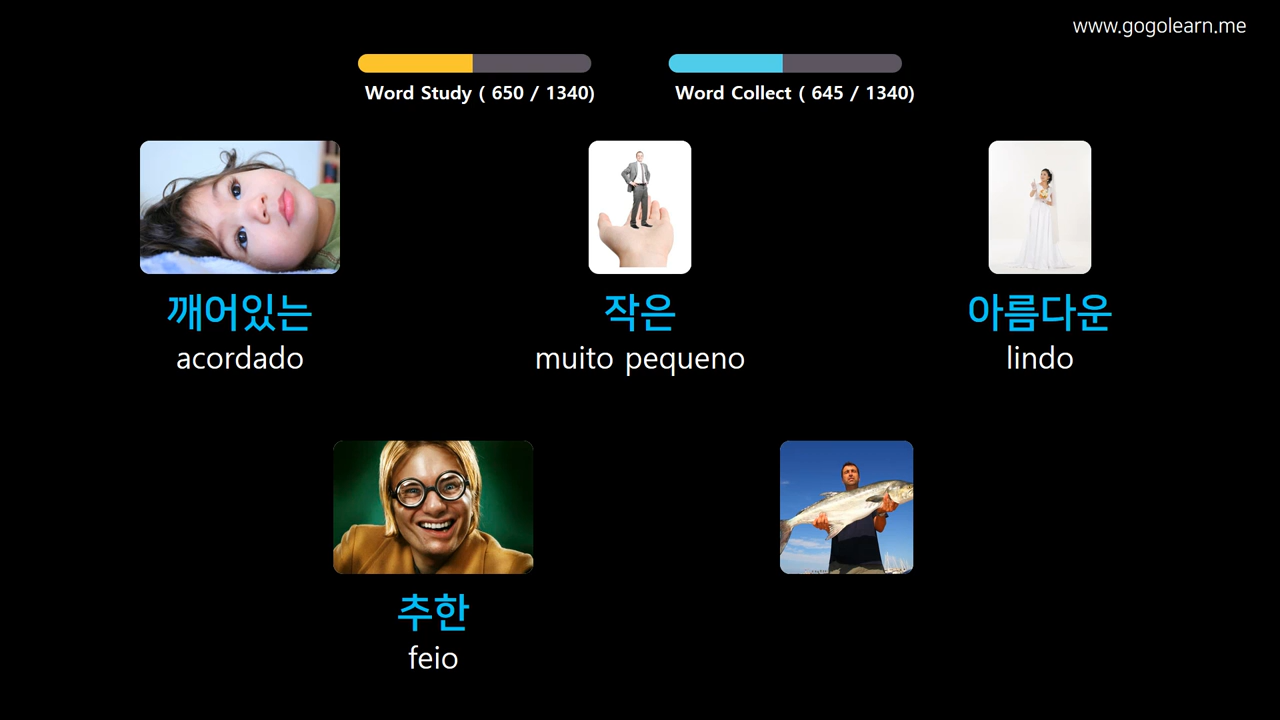 www.gogolearn.me
Word Study ( 650 / 1340)
Word Collect ( 645 / 1340)
깨어있는
acordado
작은
muito pequeno
아름다운
lindo
추한
feio